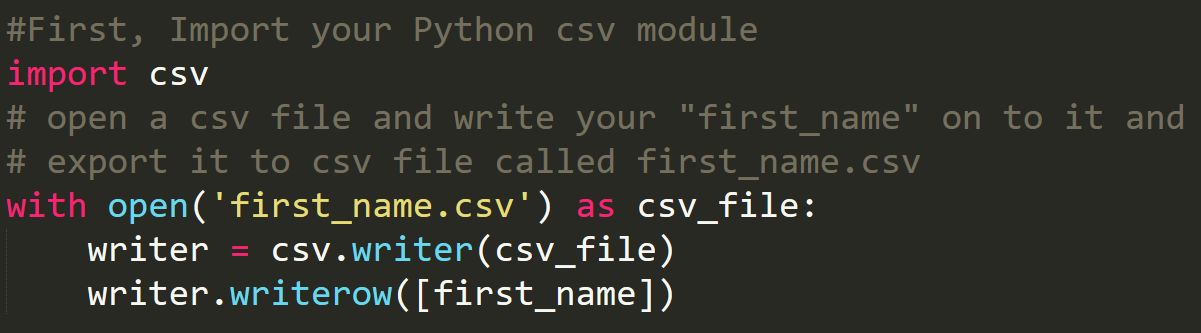 #First, Import your Python csv module
import csv
# open a csv file and write your "first_name" on to it and
# export it to csv file called first_name.csv
with open('first_name.csv') as csv_file:
    writer = csv.writer(csv_file)
    writer.writerow([first_name])